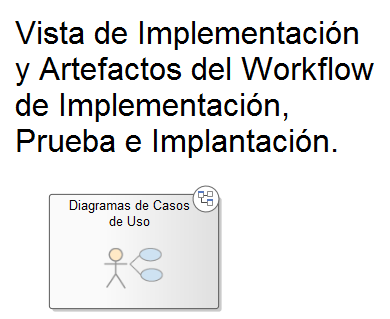 Vista de Implementación
y Artefactos del Workflow
de Implementación,
Prueba e Implantación.
Diagramas de Casos
de Uso